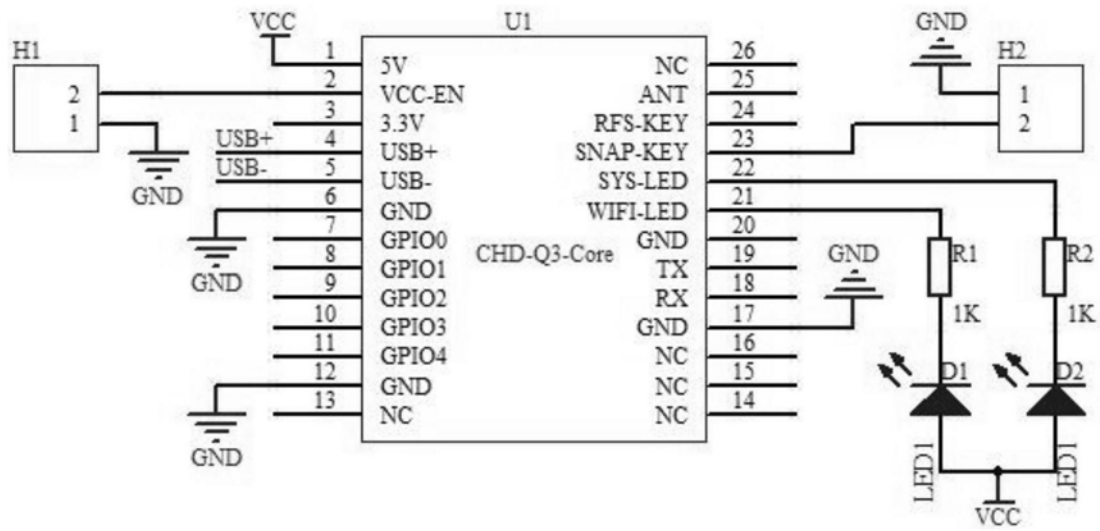 VCC
U1
GND
H1
H2
1
5V
NC
26
2
2
VCC-EN
ANT
25
1
1
3
3.3V
RFS-KEY
24
2
USB+
4
USB+
SNAP-KEY
23
USB-
5
USB-
SYS-LED
22
GND
6
GND
WIFI-LED
21
7
GPIO0
GND
20
CHD-Q3-Core
GND
R1
R2
8
GPIO1
TX
19
GND
9
GPIO2
RX
18
1K
1K
10
GPIO3
GND
17
11
GPIO4
NC
16
D1
D2
12
GND
NC
15
13
NC
NC
14
GND
LED1
LED1
VCC